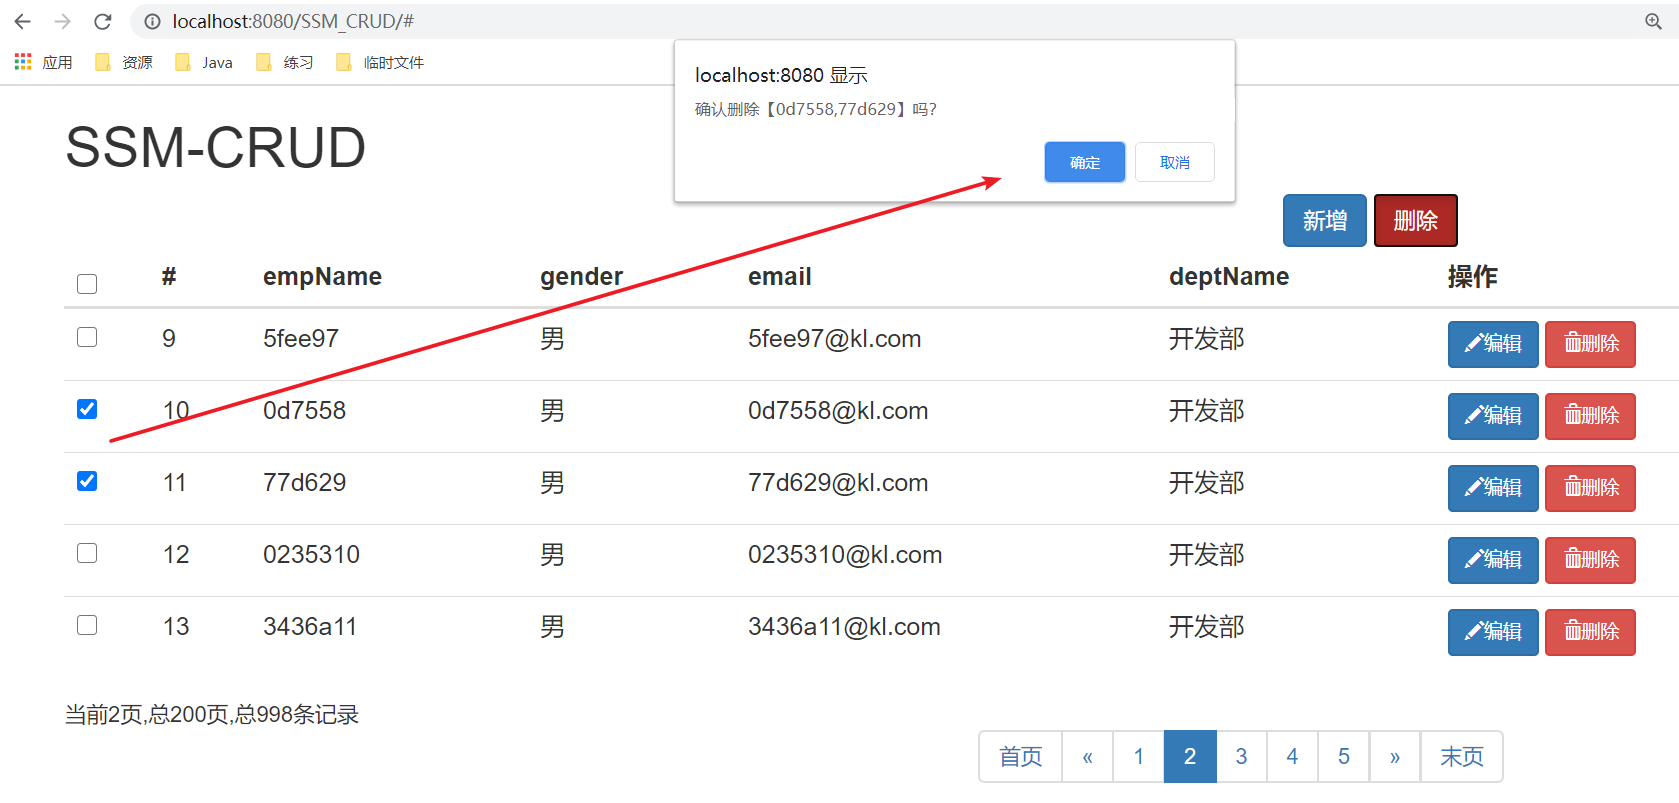 localhost:8080/SSM_CRUD/#
应用 资源 Java 练习 临时文件
localhost:8080 显示
确认删除【0d7558,77d629】吗?
确定 取消
SSM-CRUD
新增 删除
# empName gender email deptName 操作
9 5fee97 男 5fee97@kl.com 开发部 编辑 删除
10 0d7558 男 0d7558@kl.com 开发部 编辑 删除
11 77d629 男 77d629@kl.com 开发部 编辑 删除
12 0235310 男 0235310@kl.com 开发部 编辑 删除
13 3436a11 男 3436a11@kl.com 开发部 编辑 删除
当前2页,总200页,总998条记录
首页 « 1 2 3 4 5 » 末页